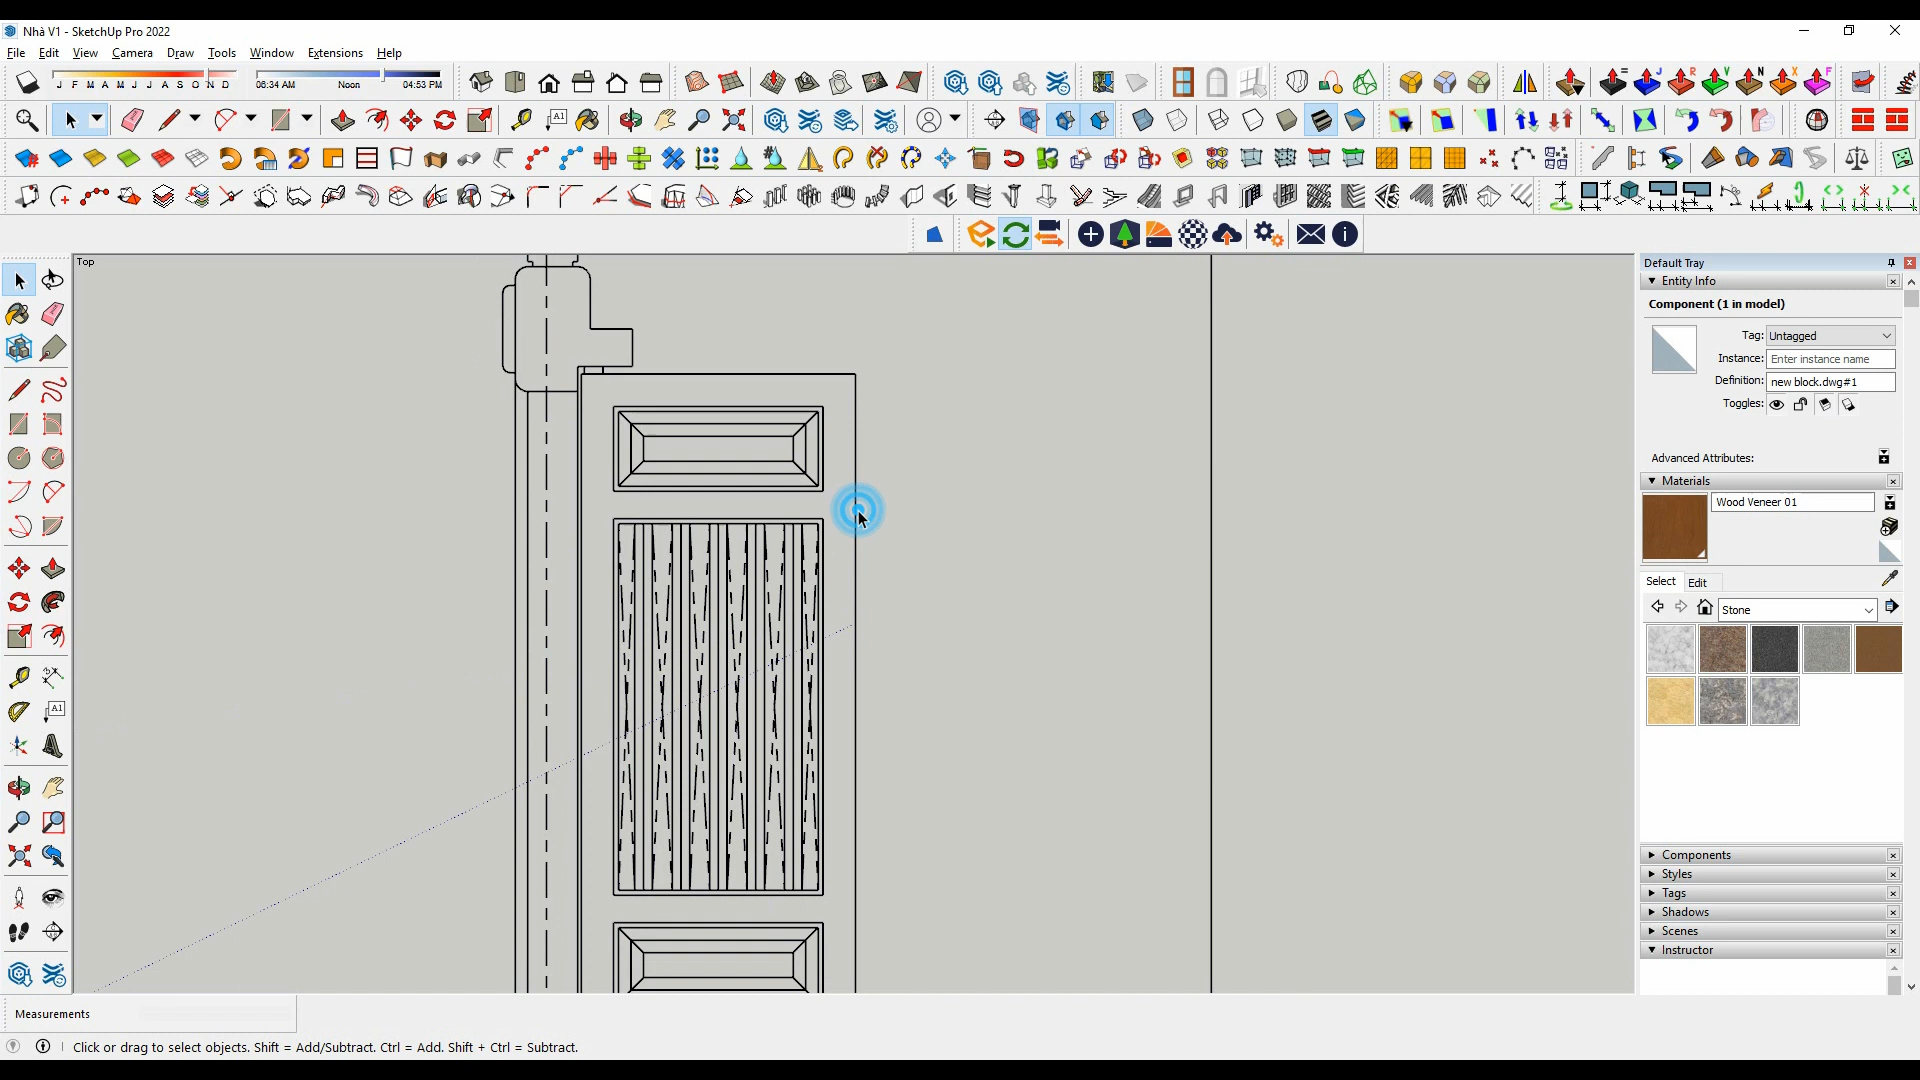 Nhà V1 - SketchUp Pro 2022
File Edit View Camera Draw Tools Window Extensions Help
J F M A M J J A S O N D 06:34 AM Noon 04:53 PM
A1
Top
Default Tray
Entity Info
Component (1 in model)
Tag: Untagged
Instance: Enter instance name
Definition: new block.dwg#1
Toggles:
Advanced Attributes:
Materials
Wood Veneer 01
Select Edit
Stone
A1
Components
Styles
Tags
Shadows
Scenes
Instructor
Measurements
Click or drag to select objects. Shift = Add/Subtract. Ctrl = Add. Shift + Ctrl = Subtract.